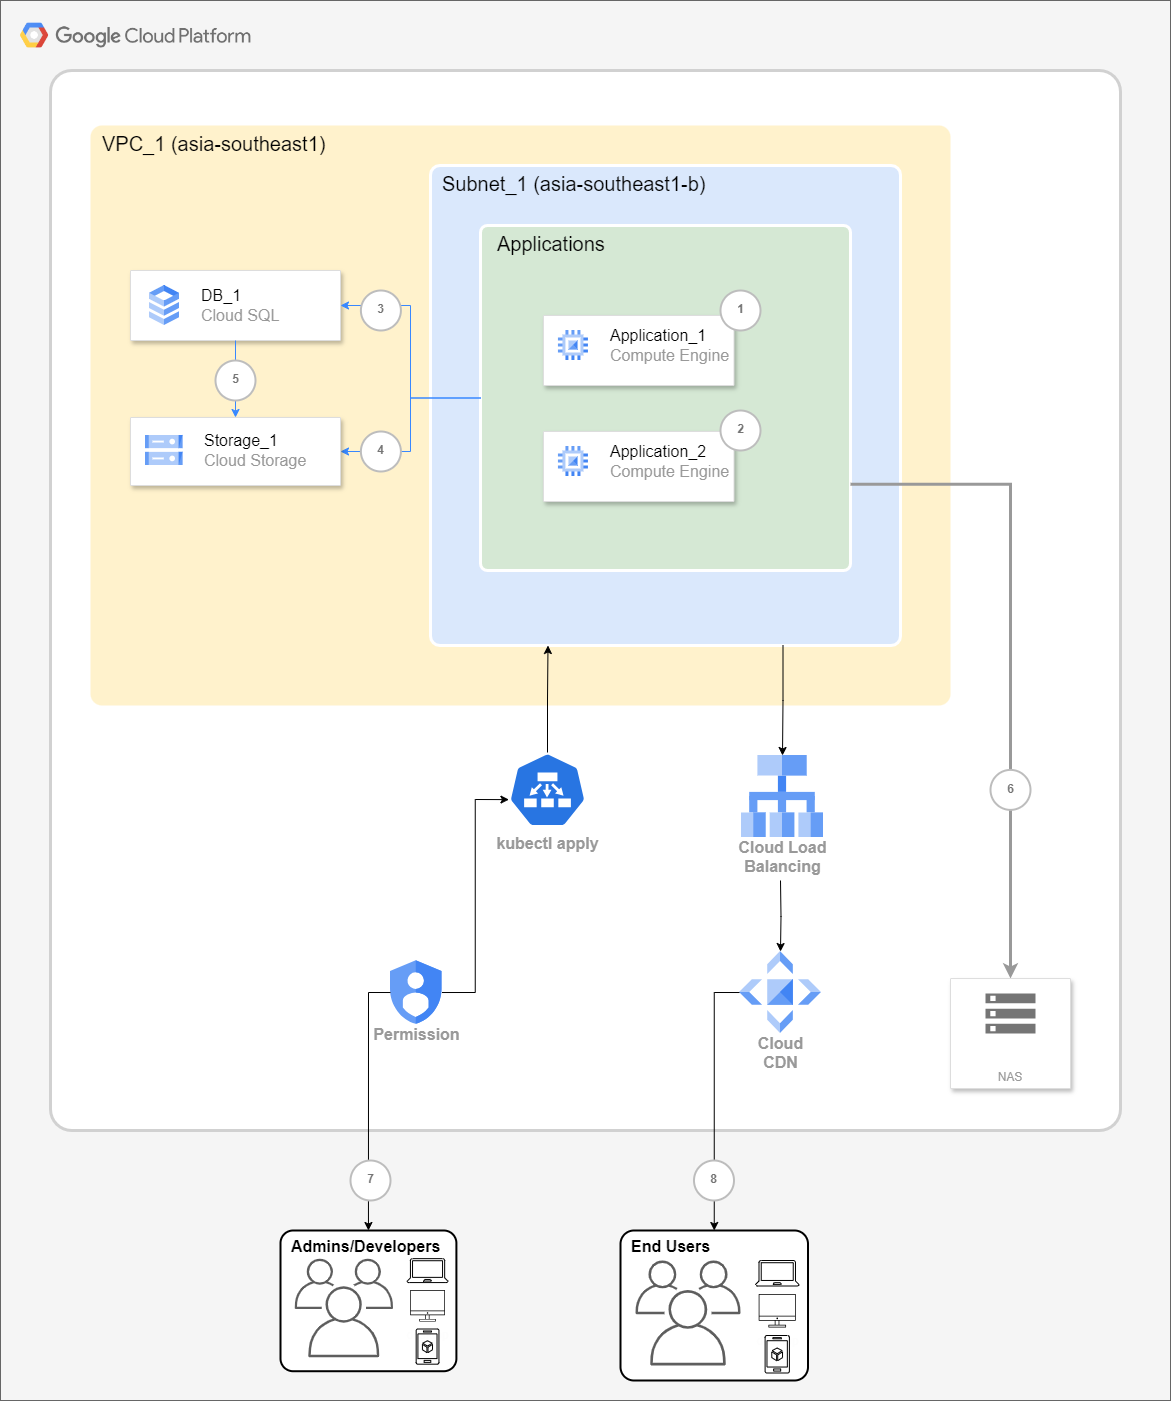 Google Cloud Platform
VPC_1 (asia-southeast1)
Subnet_1 (asia-southeast1-b)
Applications
DB_1
Cloud SQL
3
1
Application_1
Compute Engine
5
2
Storage_1
Cloud Storage
4
Application_2
Compute Engine
6
kubectl apply
Cloud Load
Balancing
Permission
Cloud
CDN
NAS
7
8
Admins/Developers
End Users